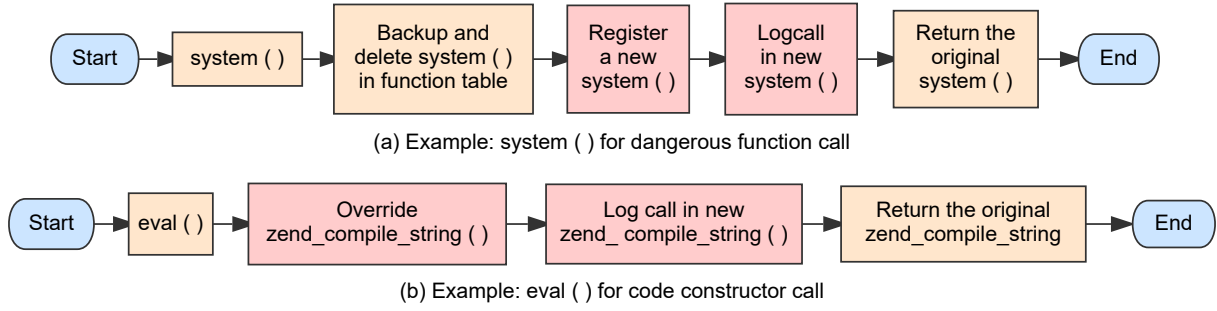 Start
system ( )
Backup and
delete system ( )
in function table
Register
a new
system ( )
Logcall
in new
system ( )
Return the
original
system ( )
End
(a) Example: system ( ) for dangerous function call
Start
eval ( )
Override
zend_compile_string ( )
Log call in new
zend_ compile_string ( )
Return the original
zend_compile_string
End
(b) Example: eval ( ) for code constructor call